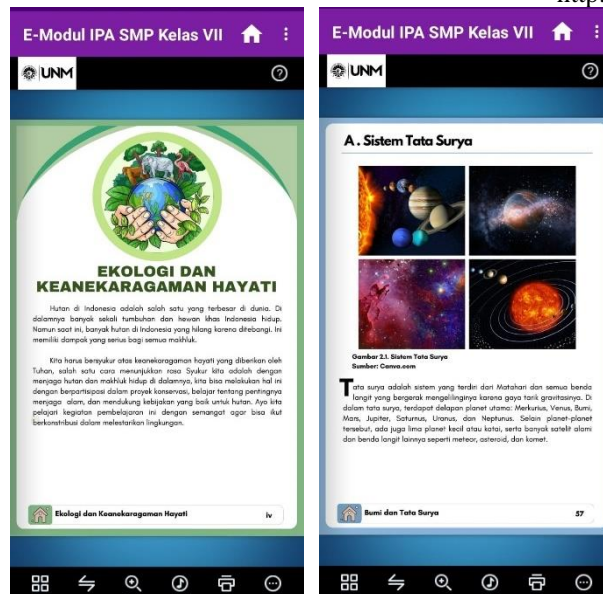 http
E-Modul IPA SMP Kelas VII
UNM
EKOLOGI DAN
KEANEKARAGAMAN HAYATI
Hutan di Indonesia adalah salah satu yang terbesar di dunia. Di
dalamnya banyak sekali tumbuhan dan hewan khas Indonesia hidup.
Namun saat ini, banyak hutan di Indonesia yang hilang karena ditebangi. Ini
memiliki dampak yang serius bagi semua makhluk.
Kita harus bersyukur atas keanekaragaman hayati yang diberikan oleh
Tuhan, salah satu cara menunjukkan rasa Syukur kita adalah dengan
menjaga hutan dan makhluk hidup di dalamnya, kita bisa melakukan hal ini
dengan berpartisipasi dalam proyek konservasi, belajar tentang pentingnya
menjaga alam, dan mendukung kebijakan yang baik untuk hutan. Ayo kita
pelajari kegiatan pembelajaran ini dengan semangat agar bisa ikut
berkonstribusi dalam melestarikan lingkungan.
Ekologi dan Keanekaragaman Hayati
iv
E-Modul IPA SMP Kelas VII
UNM
A . Sistem Tata Surya
Gambar 2.1. Sistem Tata Surya
Sumber: Canva.com
Tata surya adalah sistem yang terdiri dari Matahari dan semua benda
langit yang bergerak mengelilinginya karena gaya tarik gravitasinya. Di
dalam tata surya, terdapat delapan planet utama: Merkurius, Venus, Bumi,
Mars, Jupiter, Saturnus, Uranus, dan Neptunus. Selain planet-planet
tersebut, ada juga lima planet kecil atau katai, serta banyak satelit alami
dan benda langit lainnya seperti meteor, asteroid, dan komet.
Bumi dan Tata Surya
57